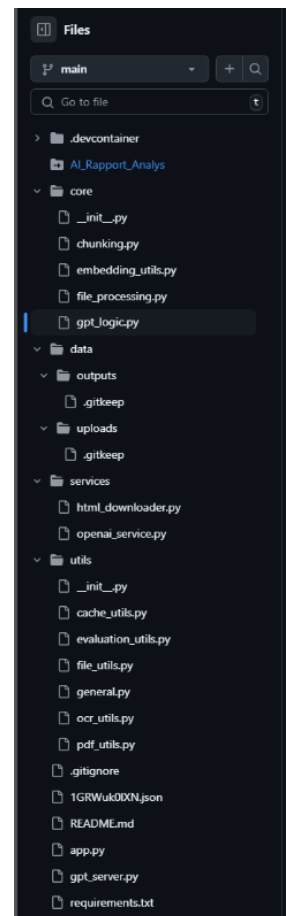 Files
main
Go to file
t
.devcontainer
AI_Rapport_Analys
core
__init__.py
chunking.py
embedding_utils.py
file_processing.py
gpt_logic.py
data
outputs
.gitkeep
uploads
.gitkeep
services
html_downloader.py
openai_service.py
utils
__init__.py
cache_utils.py
evaluation_utils.py
file_utils.py
general.py
ocr_utils.py
pdf_utils.py
.gitignore
1GRWuk0lXN.json
README.md
app.py
gpt_server.py
requirements.txt